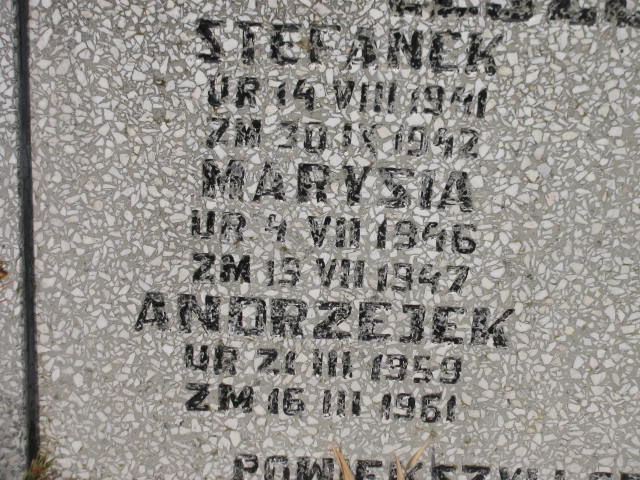 STEFANEK
UR 14 VIII 1941
ZM 20 IX 1942
MARYSIA
UR 4 VII 1946
ZM 19 VII 1947
ANDRZEJEK
UR 21 III 1959
ZM 16 III 1961